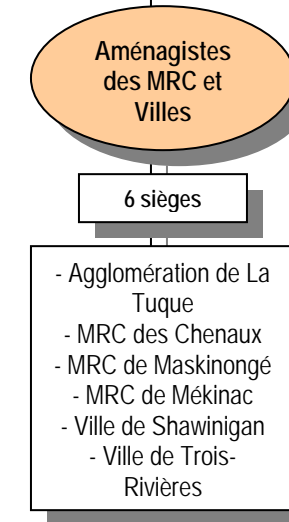 Aménagistes
des MRC et
Villes
6 sièges
- Agglomération de La
Tuque
- MRC des Chenaux
- MRC de Maskinongé
- MRC de Mékinac
- Ville de Shawinigan
- Ville de Trois-
Rivières